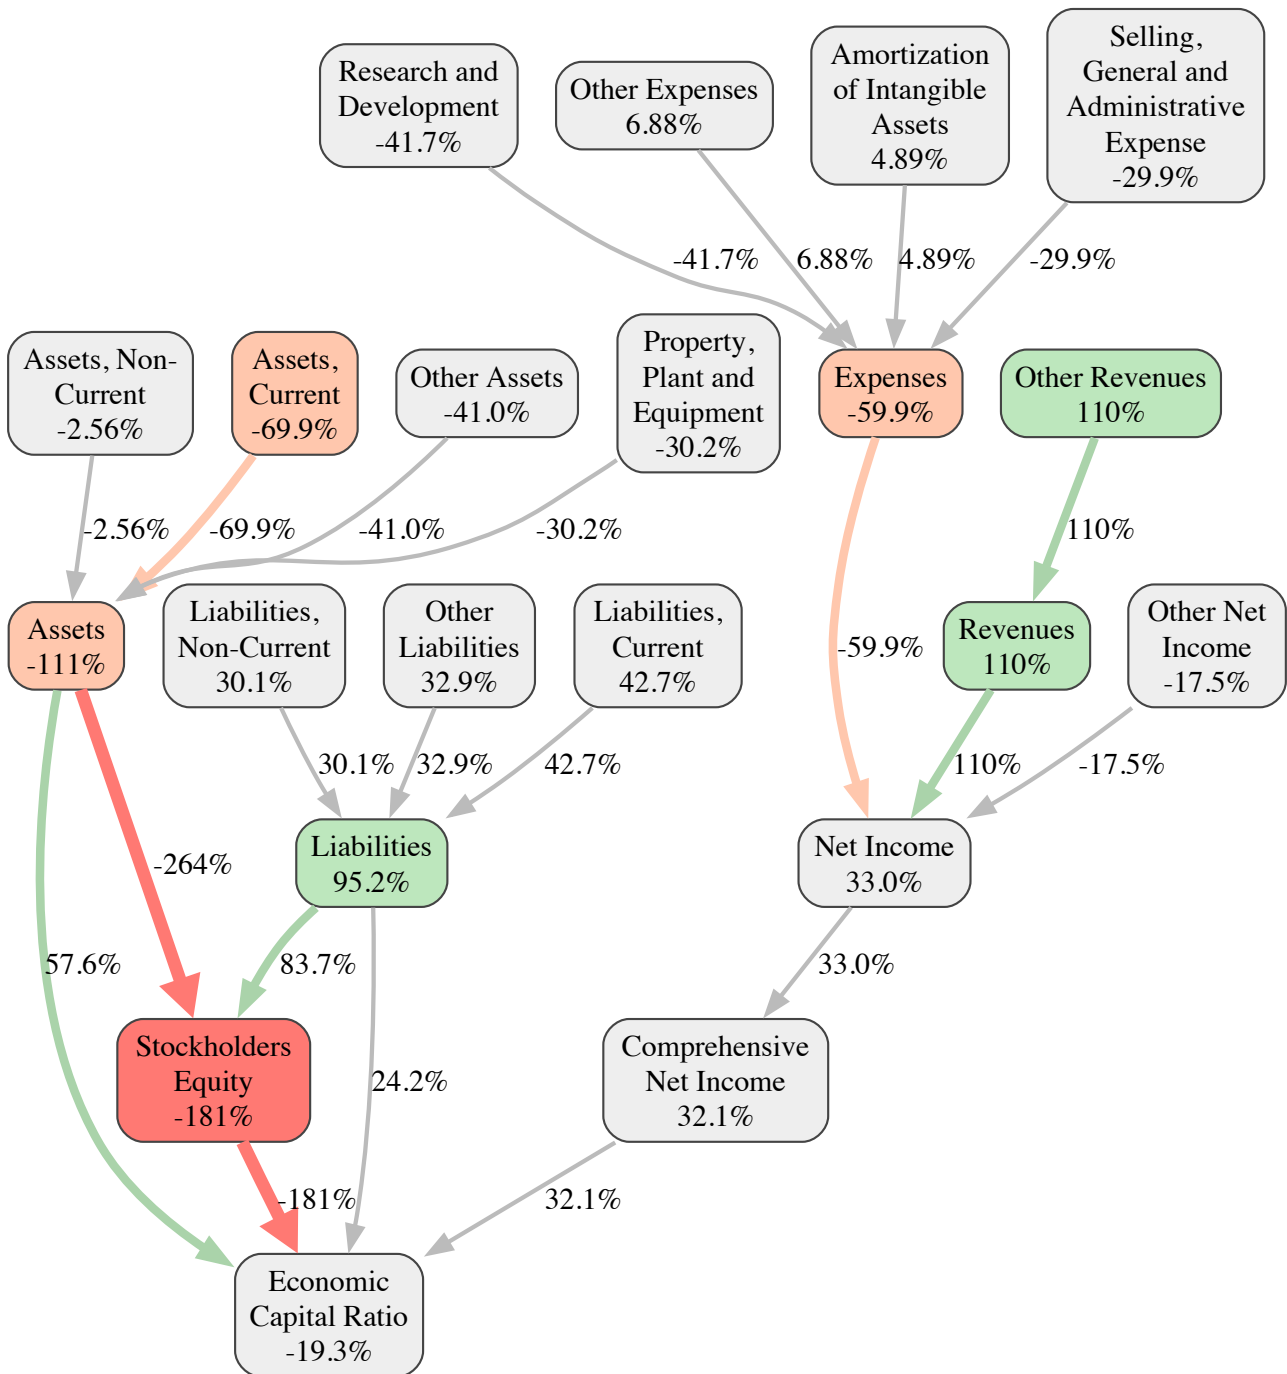 Research and
Development
-41.7%
Other Expenses
6.88%
Amortization
of Intangible
Assets
4.89%
Selling,
General and
Administrative
Expense
-29.9%
-41.7%
6.88%
4.89%
-29.9%
Assets, Non-
Current
-2.56%
Assets,
Current
-69.9%
Other Assets
-41.0%
Property,
Plant and
Equipment
-30.2%
Expenses
-59.9%
Other Revenues
110%
-2.56%
-69.9%
-41.0%
-30.2%
110%
Assets
-111%
Liabilities,
Non-Current
30.1%
Other
Liabilities
32.9%
Liabilities,
Current
42.7%
-59.9%
Revenues
110%
Other Net
Income
-17.5%
30.1%
32.9%
42.7%
110%
-17.5%
-264%
Liabilities
95.2%
Net Income
33.0%
57.6%
83.7%
33.0%
Stockholders
Equity
-181%
24.2%
Comprehensive
Net Income
32.1%
-181%
32.1%
Economic
Capital Ratio
-19.3%